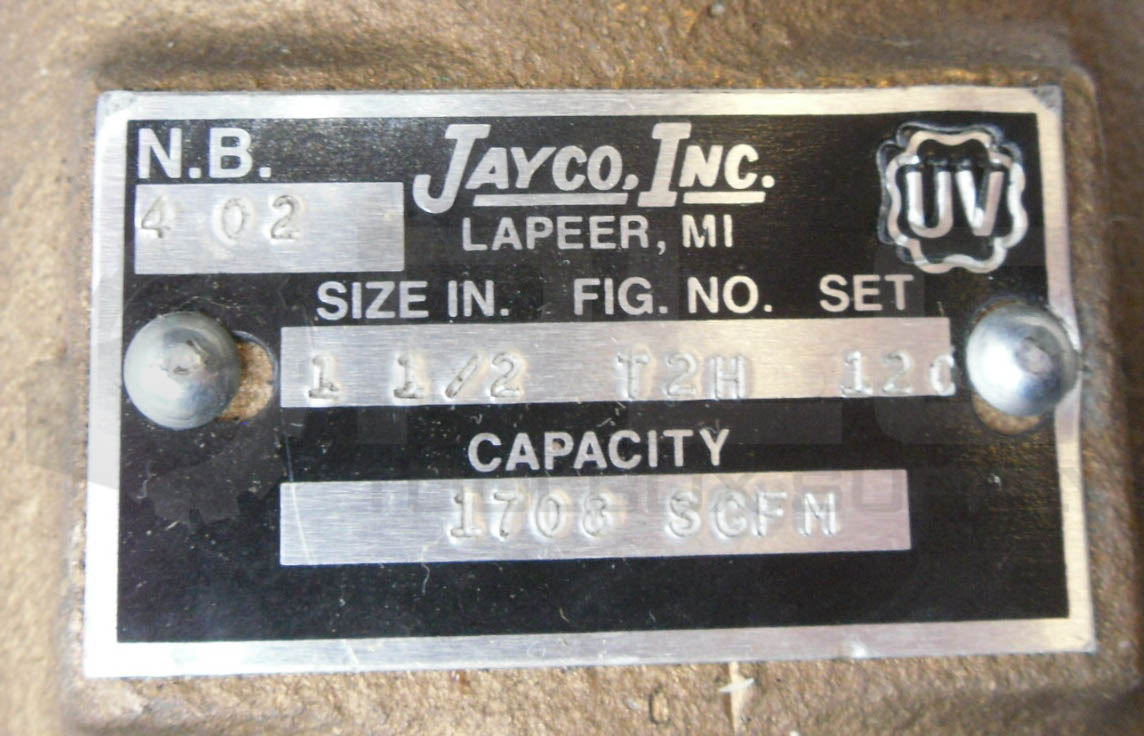 N.B.
JAYCO, INC.
UV
4 02
LAPEER, MI
SIZE IN. FIG. NO. SET
1 1/2 T2H 120
CAPACITY
1708 SCFM